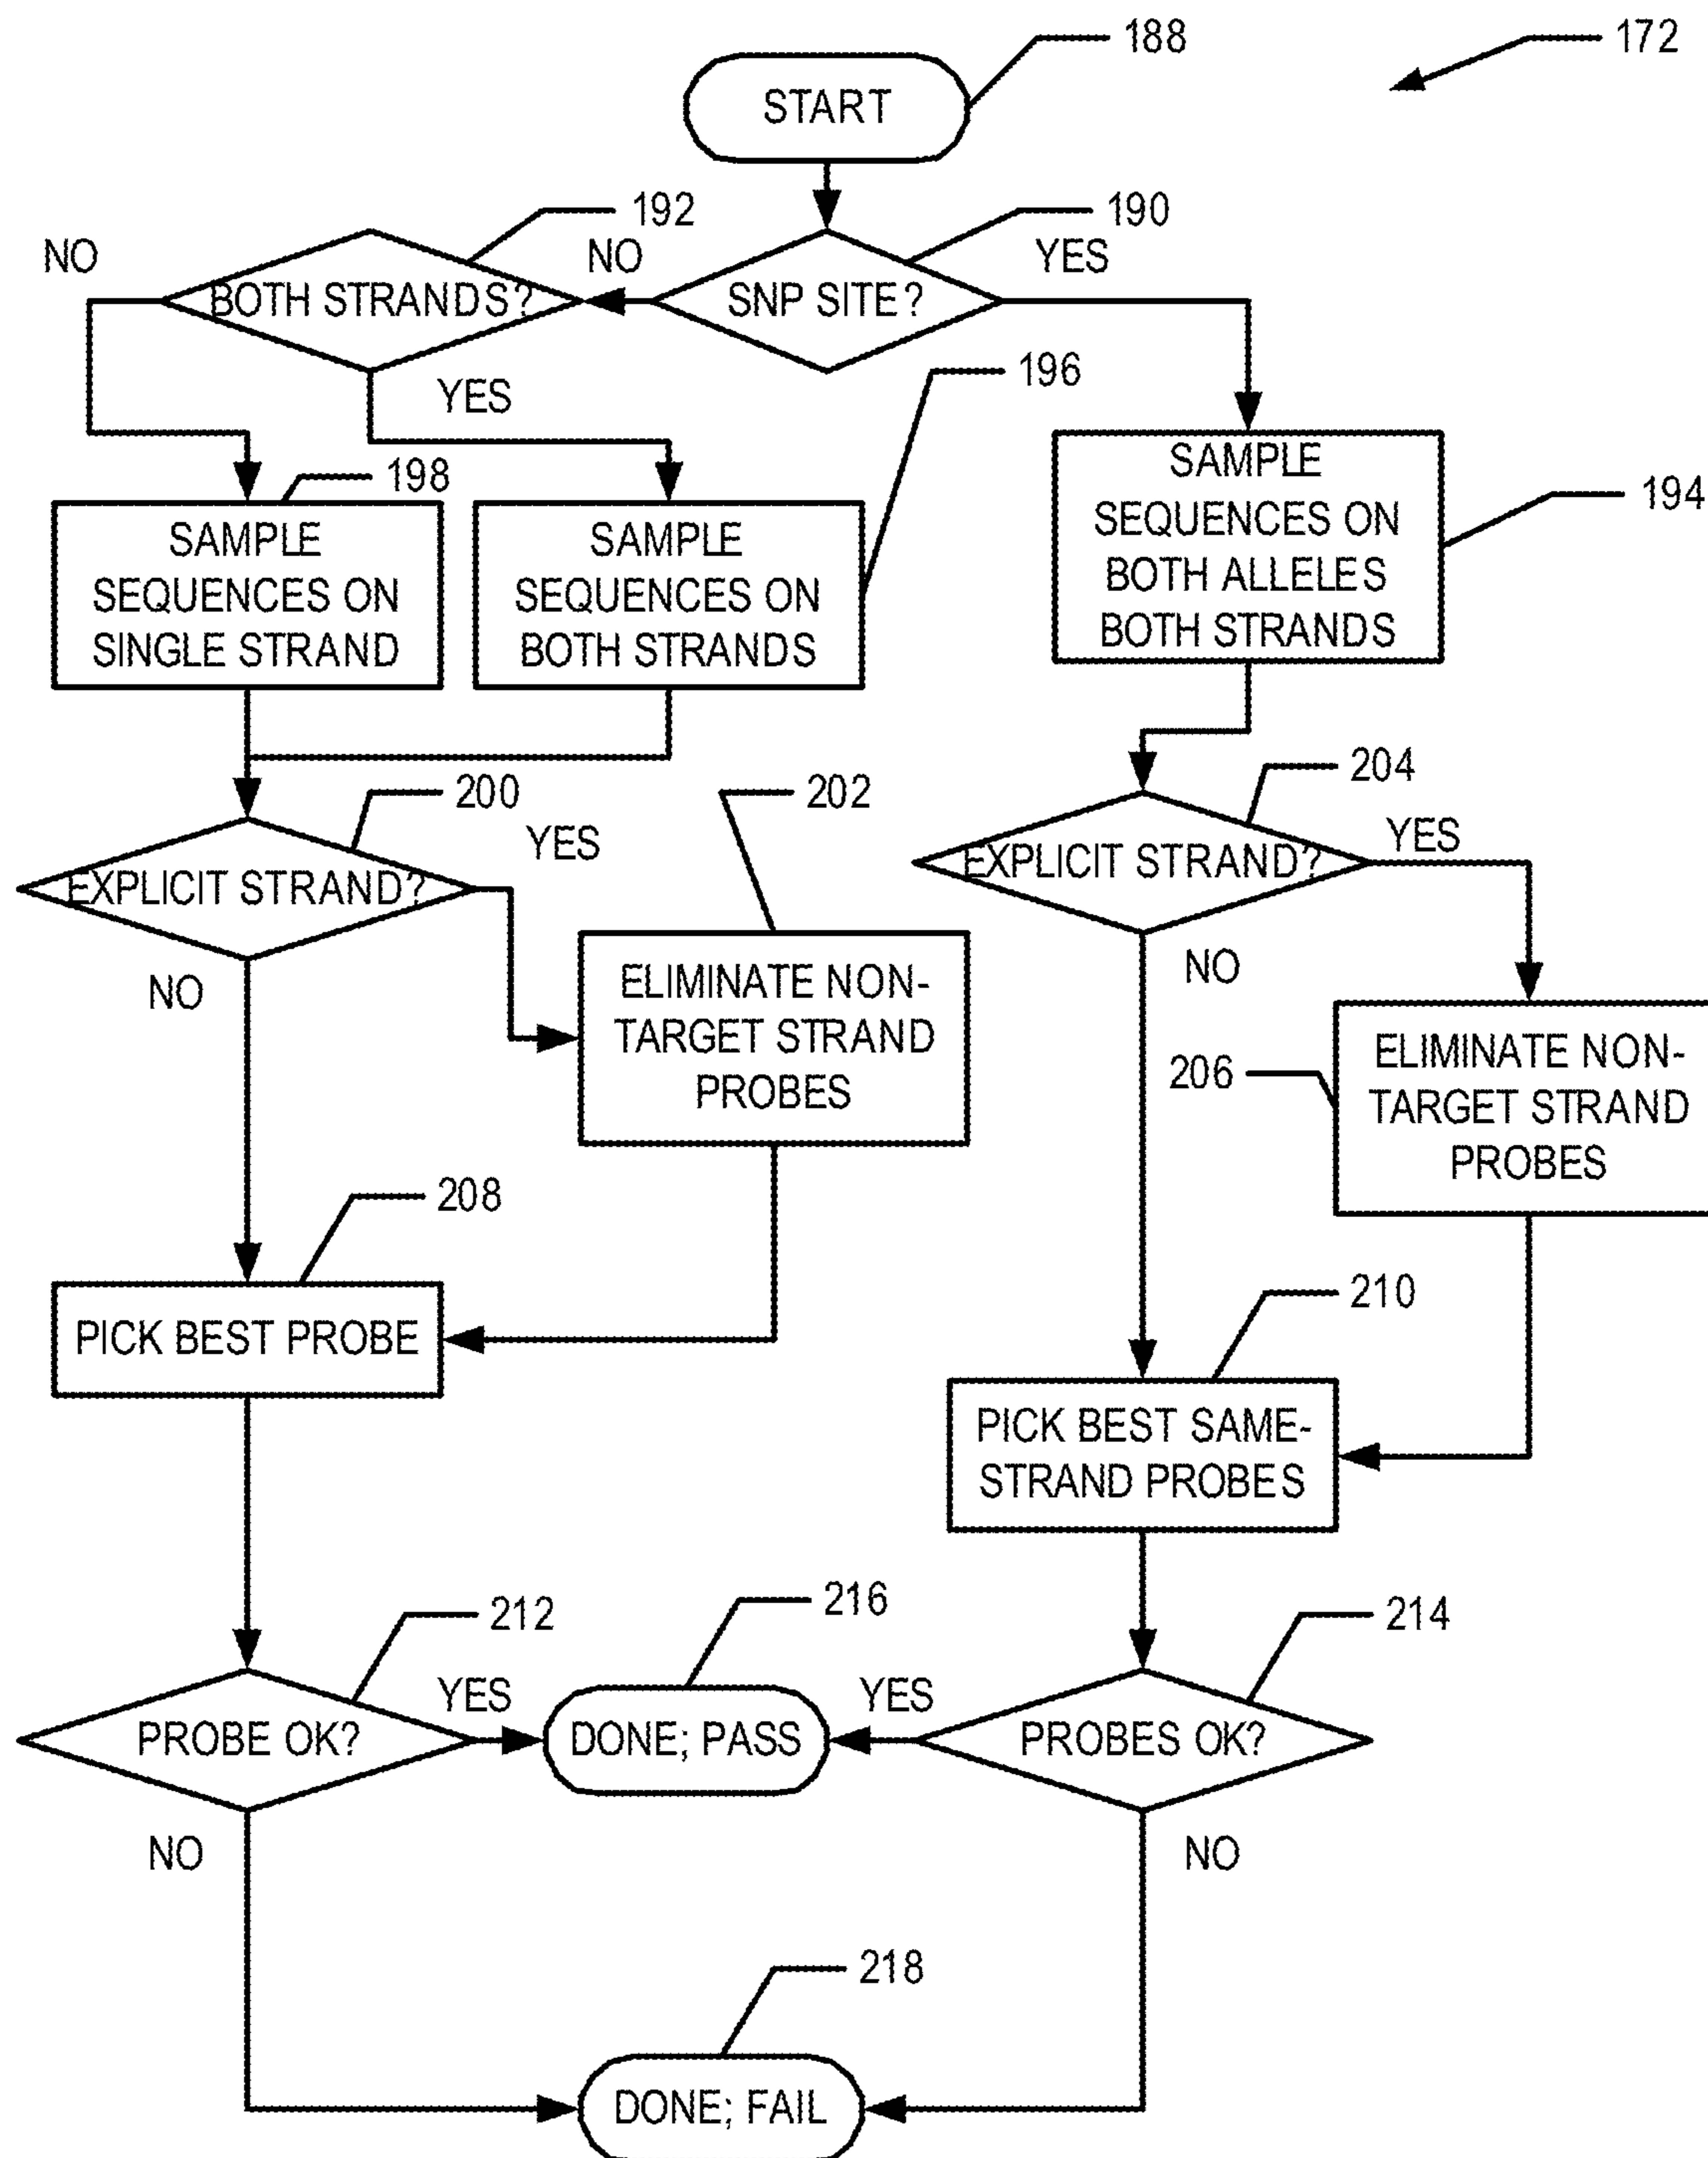 188
172
START
192
190
NO
NO
YES
BOTH STRANDS?
SNP SITE?
196
YES
198
SAMPLE
SEQUENCES ON
SINGLE STRAND
SAMPLE
SEQUENCES ON
BOTH STRANDS
SAMPLE
SEQUENCES ON
BOTH ALLELES
BOTH STRANDS
194
200
202
204
YES
YES
EXPLICIT STRAND?
EXPLICIT STRAND?
NO
NO
ELIMINATE NON-
TARGET STRAND
PROBES
206
ELIMINATE NON-
TARGET STRAND
PROBES
208
210
PICK BEST PROBE
PICK BEST SAME-
STRAND PROBES
212
216
214
YES
YES
PROBE OK?
DONE; PASS
PROBES OK?
NO
NO
218
DONE; FAIL